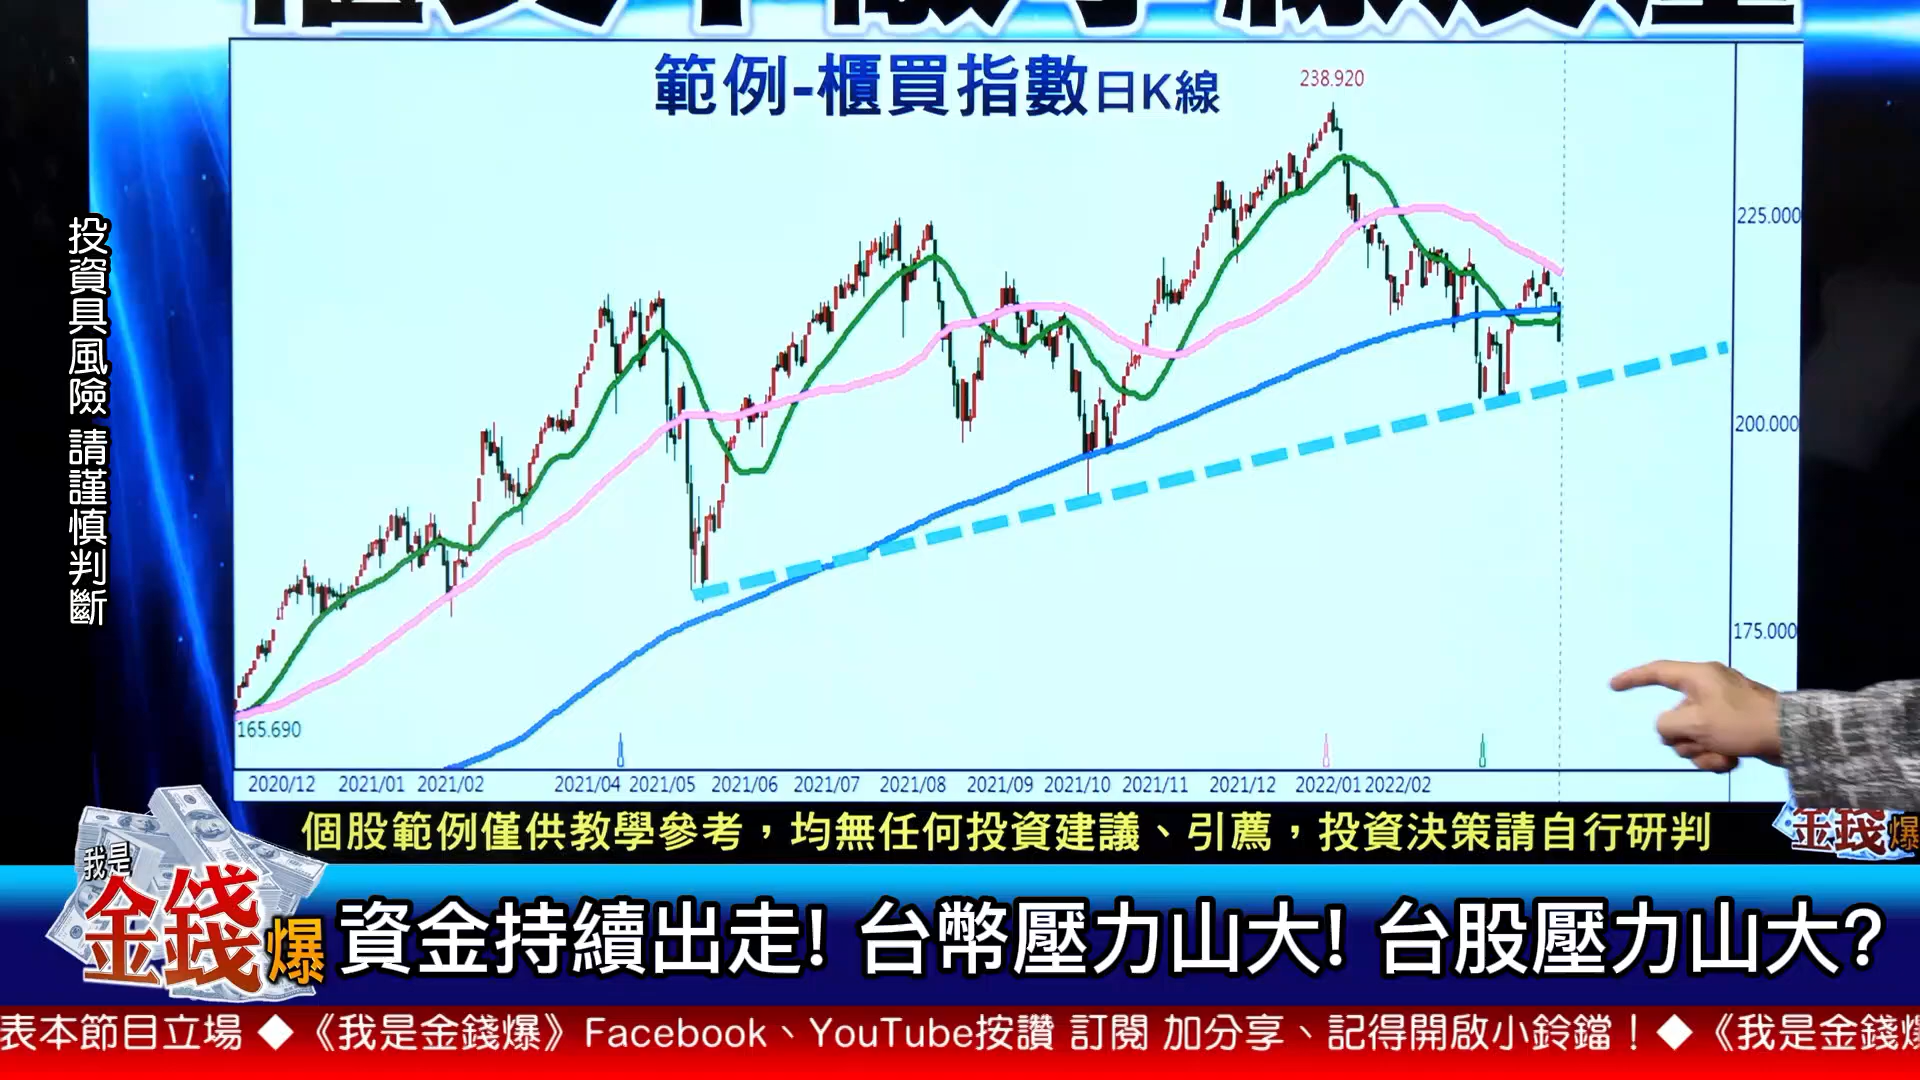 範例-櫃買指數日K線
238.920
225.000
200.000
175.000
165.690
2020/12 2021/01 2021/02 2021/04 2021/05 2021/06 2021/07 2021/08 2021/09 2021/10 2021/11 2021/12 2022/01 2022/02
投資具風險 請謹慎判斷
個股範例僅供教學參考，均無任何投資建議、引薦，投資決策請自行研判
金錢爆
我是
金錢爆
資金持續出走! 台幣壓力山大! 台股壓力山大?
表本節目立場 ◆《我是金錢爆》Facebook、YouTube按讚 訂閱 加分享、記得開啟小鈴鐺！◆《我是金錢爆